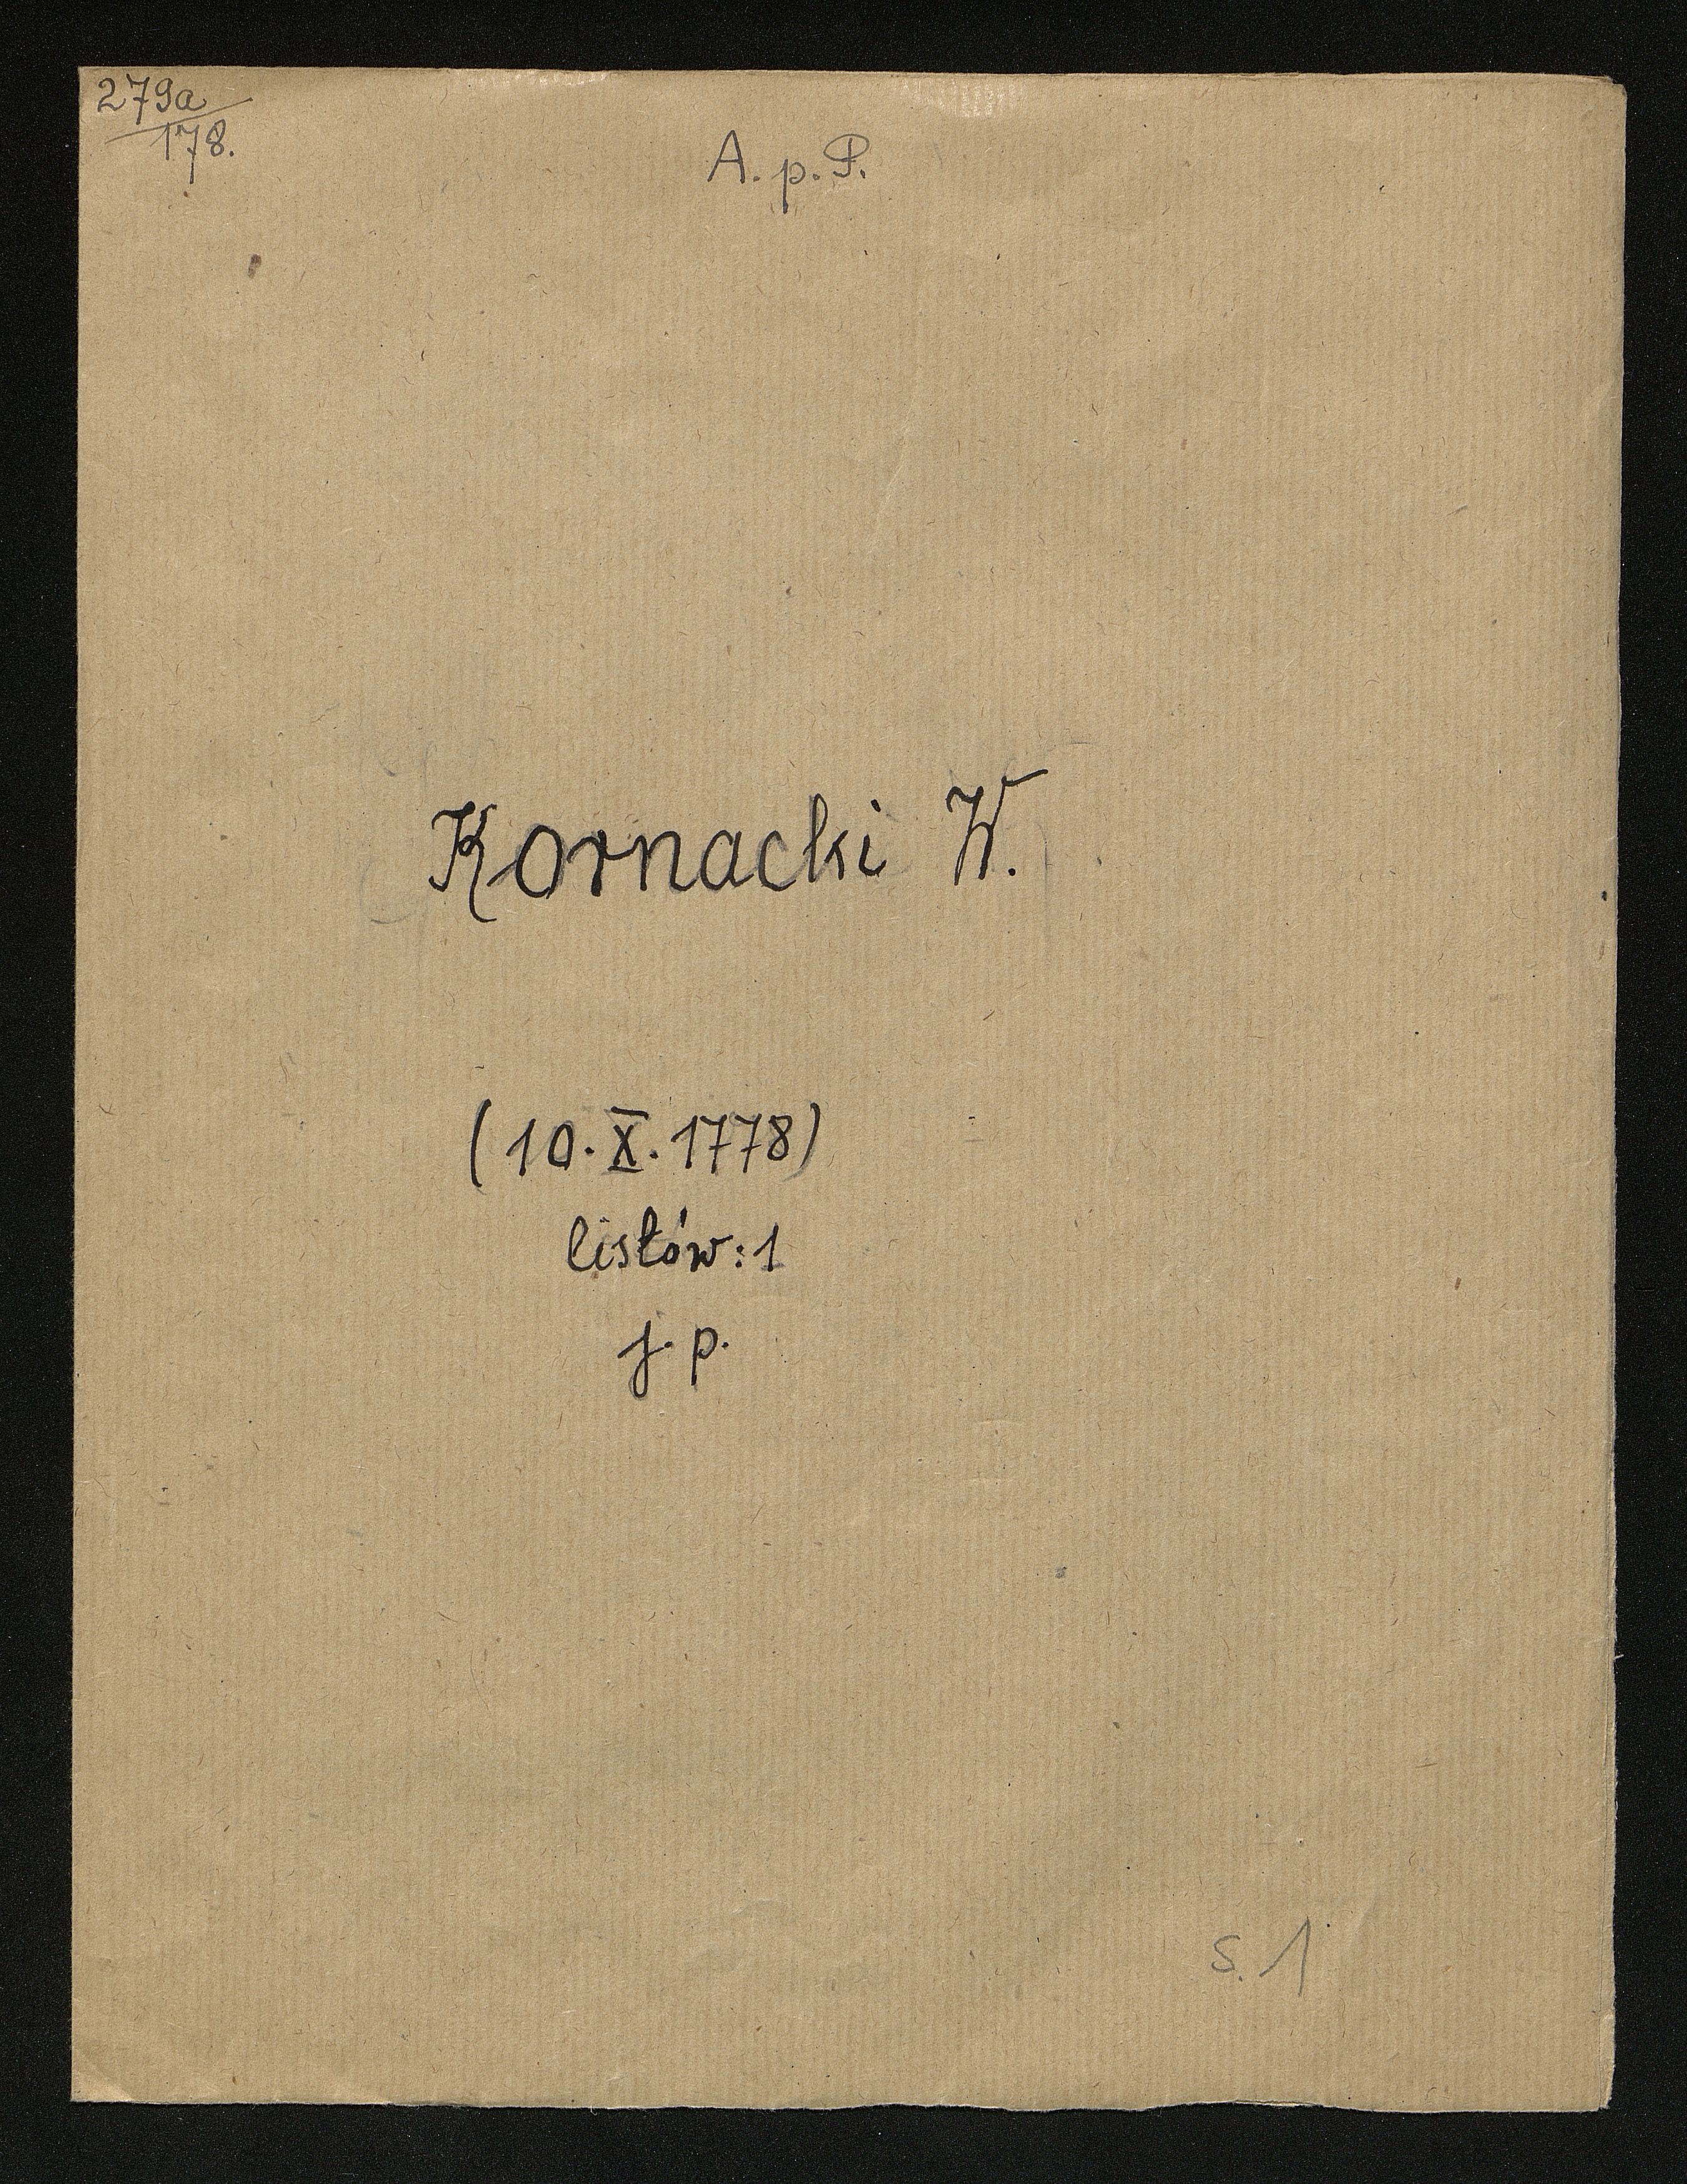 279a
178.
A. p. P.
Kornacki W.
(10. X. 1778)
listów: 1
j. p.
s. 1